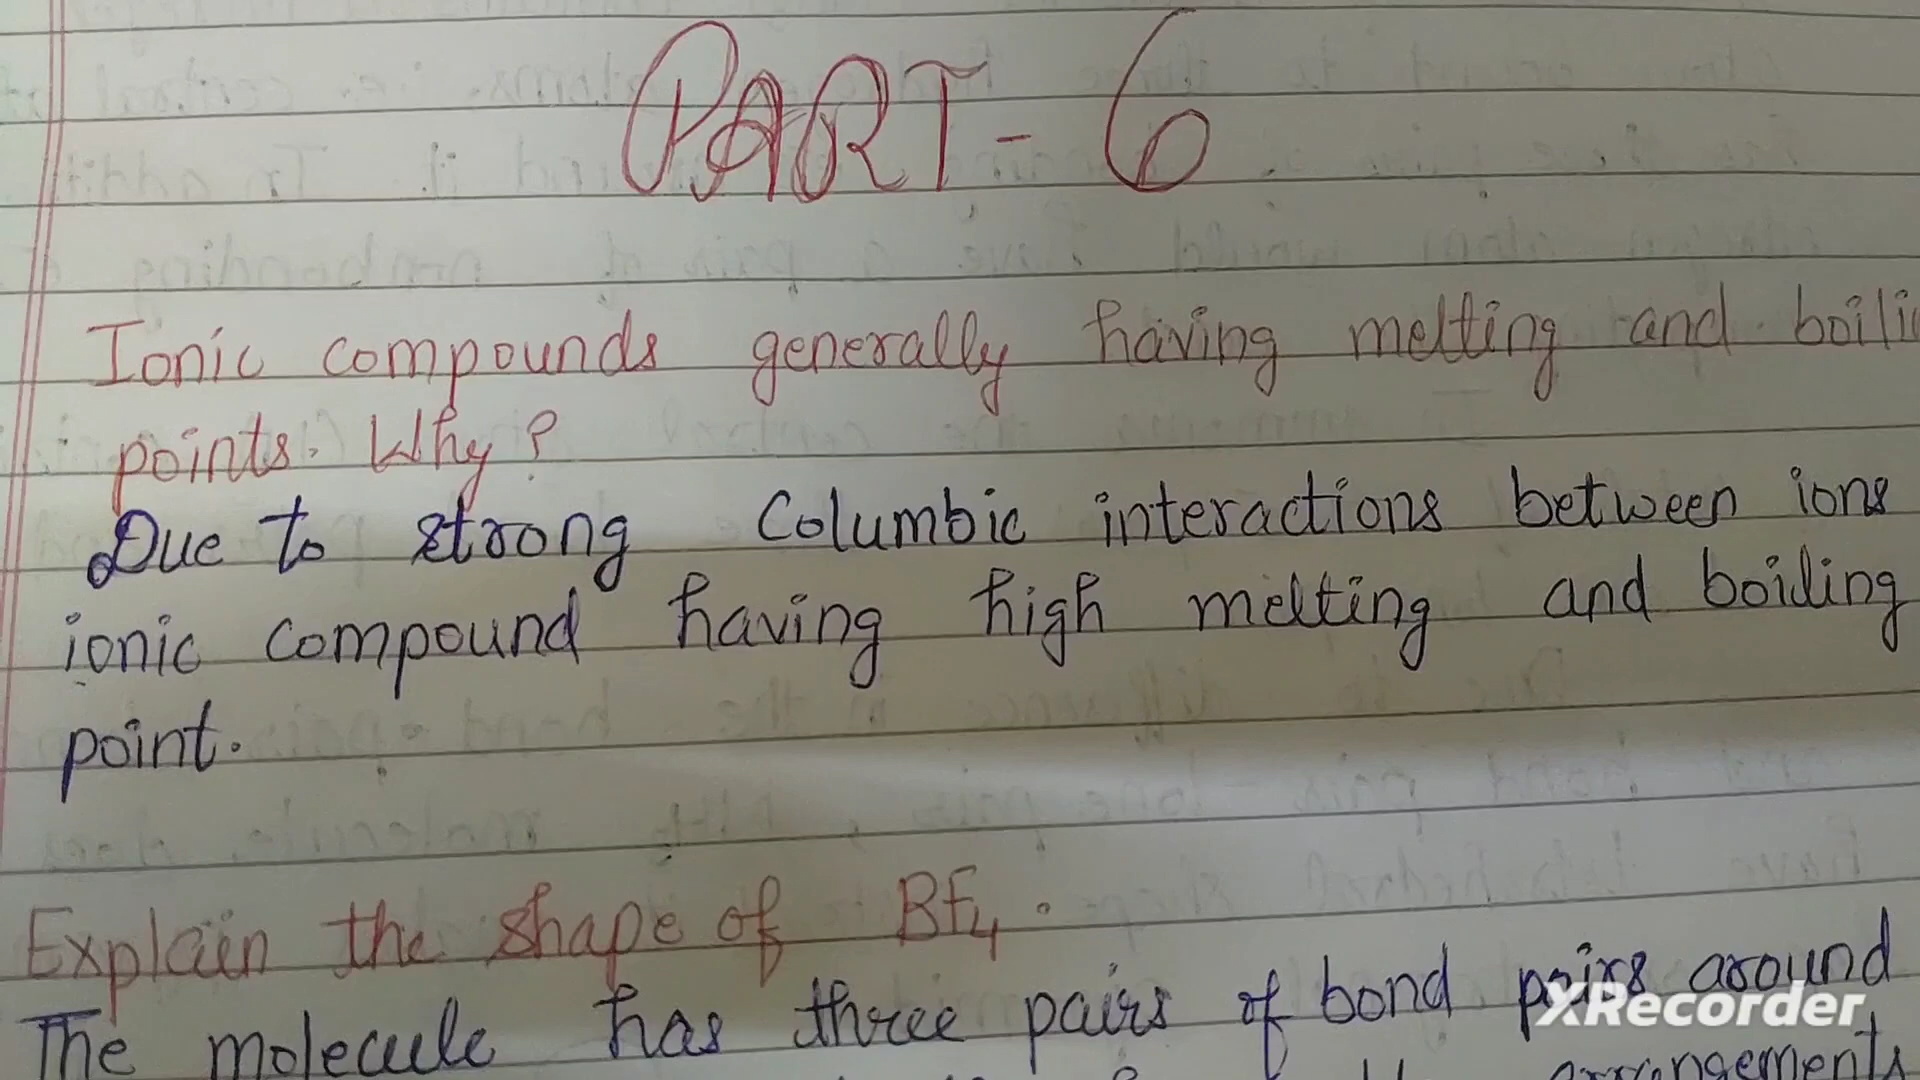 PART-6
Ionic compounds generally having melting and boili
points. Why?
Due to strong Columbic interactions between ions
ionic compound having high melting and boiling
point.
Explain the shape of BF4.
The molecule has three pairs of bond pairs around
arrangements
XRecorder